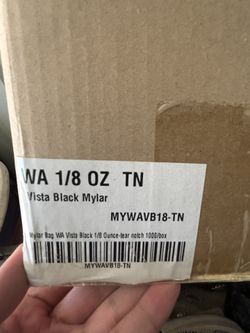 WA 1/8 OZ TN
Vista Black Mylar
MYWAVB18-TN
Mylar Bag WA Vista Black 1/8 Ounce-tear notch 1000/box
MYWAVB18-TN